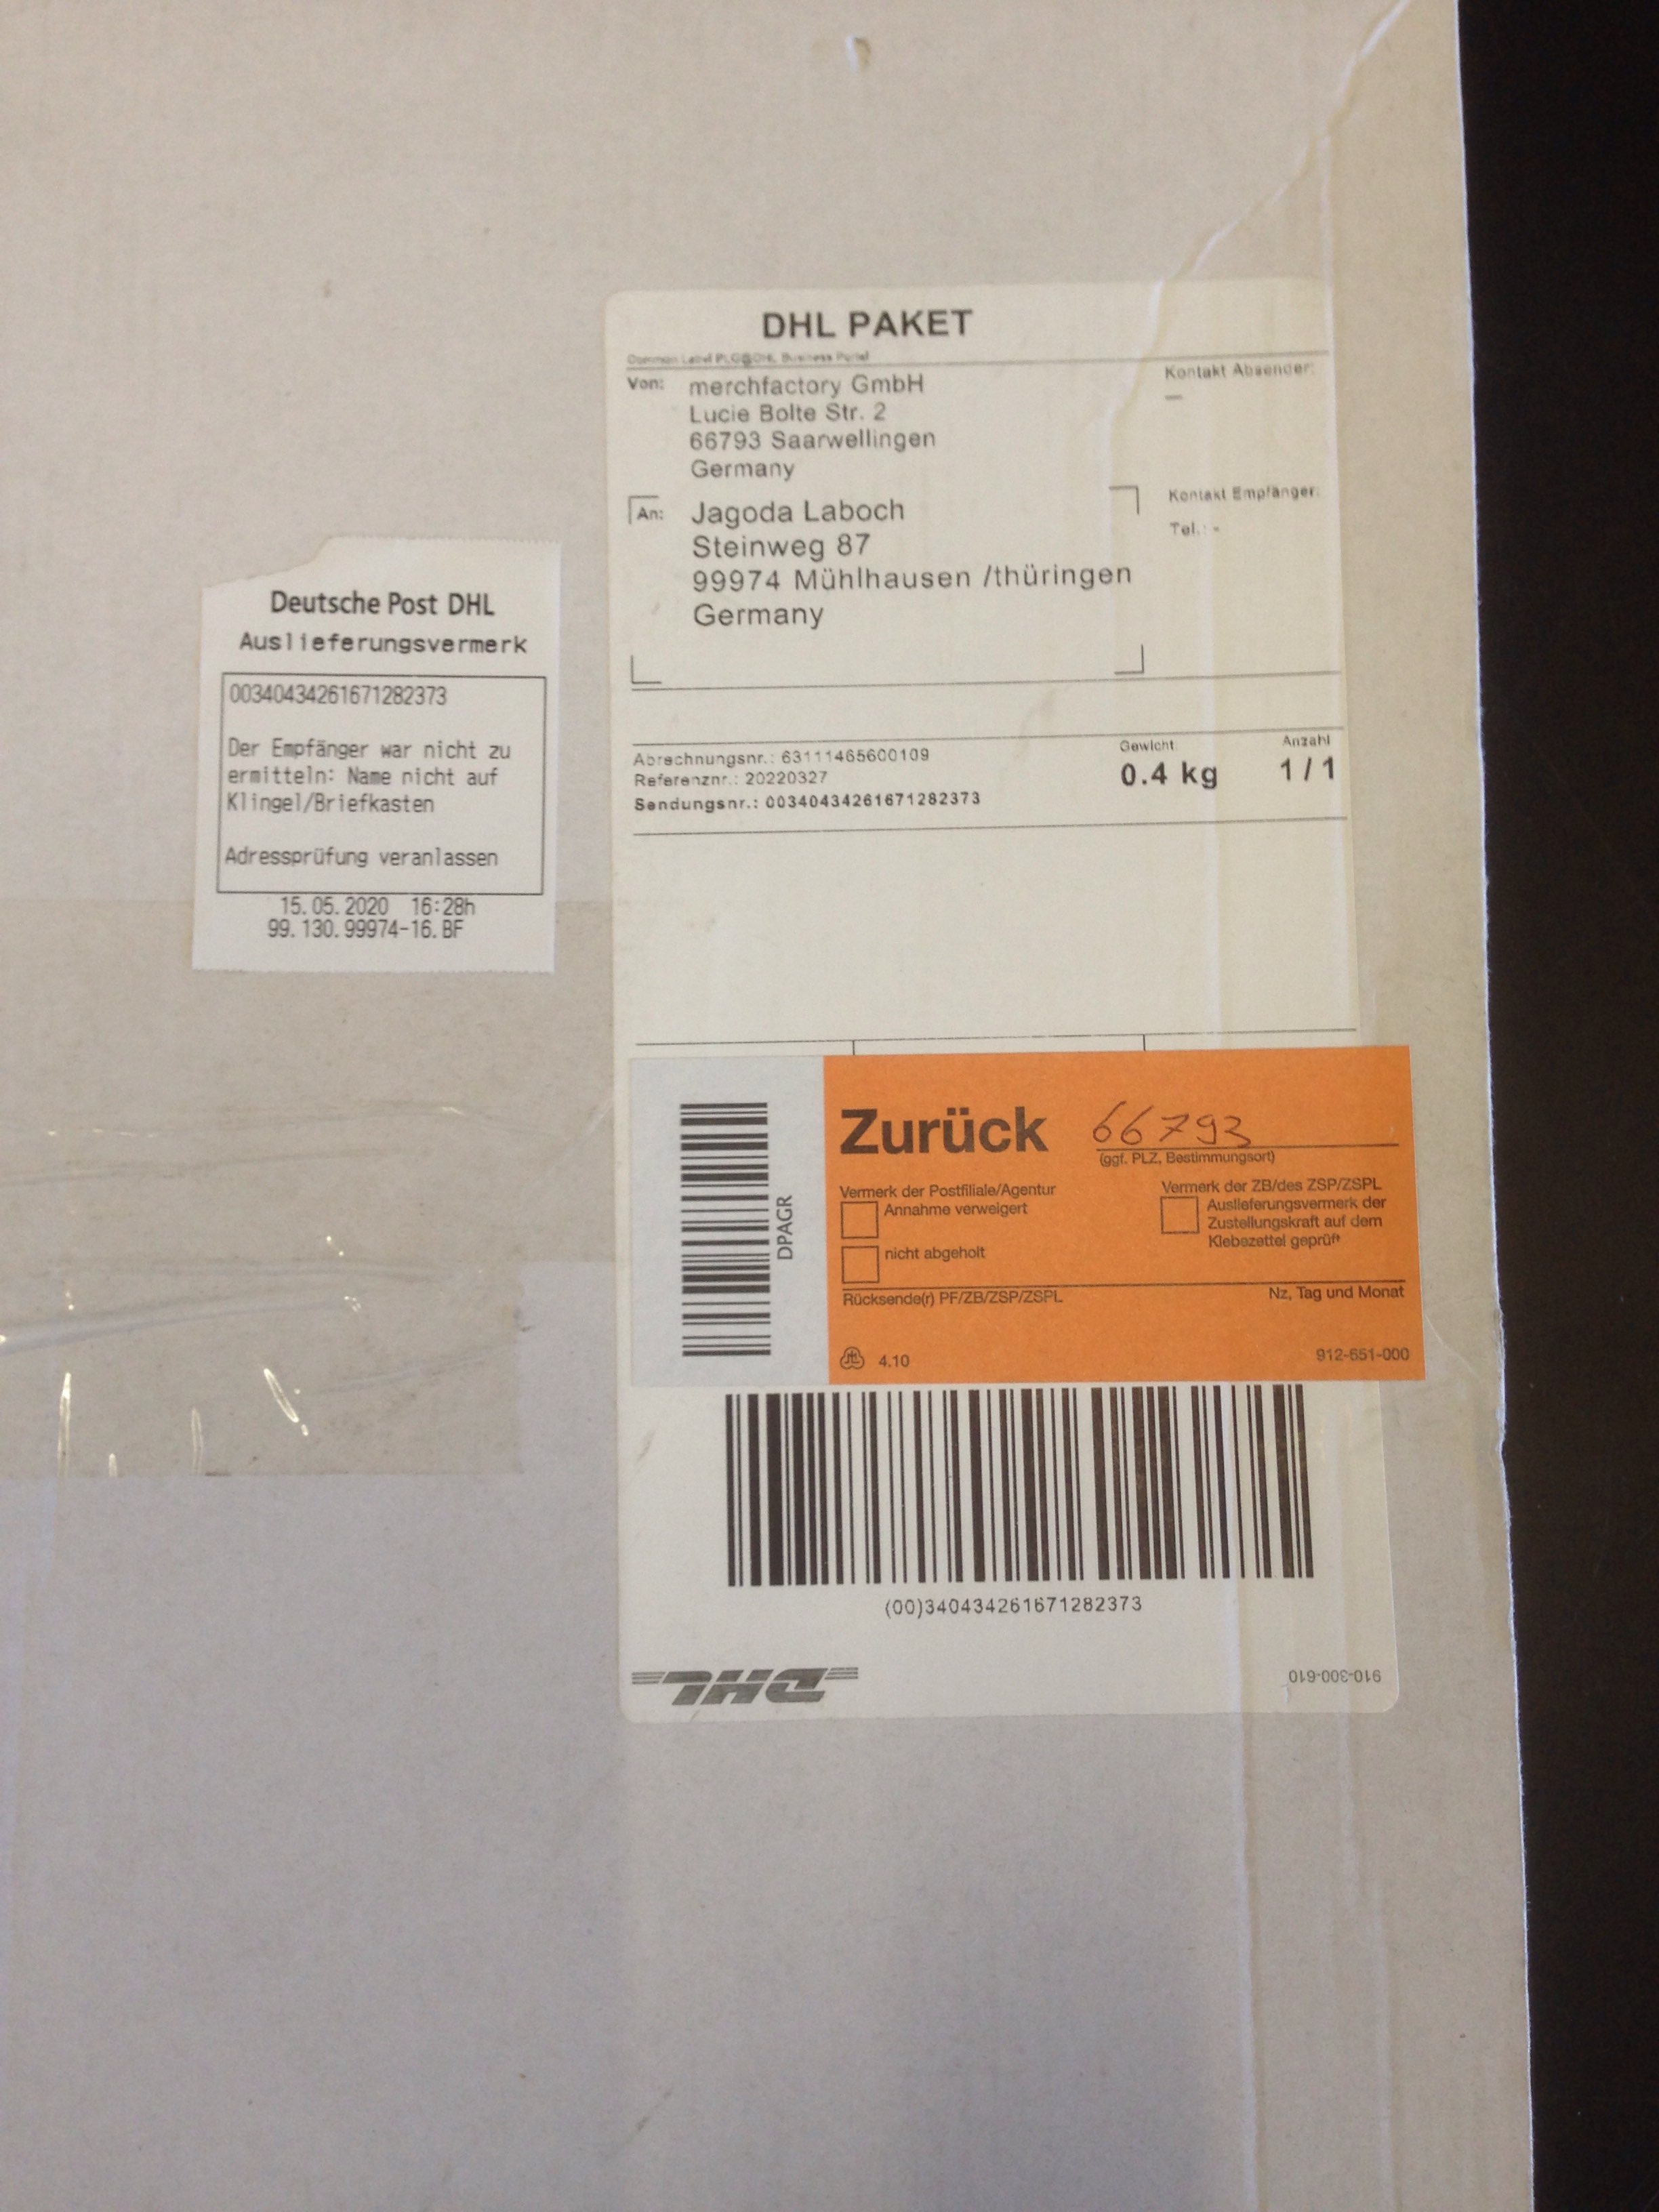 DHL PAKET
Common Label PLG@DHL Business Portal
Von: merchfactory GmbH
Lucie Bolte Str. 2
66793 Saarwellingen
Germany
Kontakt Absender:
-
An: Jagoda Laboch
Steinweg 87
99974 Mühlhausen /thüringen
Germany
Kontakt Empfänger:
Tel.: -
Deutsche Post DHL
Auslieferungsvermerk
00340434261671282373
Der Empfänger war nicht zu
ermitteln: Name nicht auf
Klingel/Briefkasten
Adressprüfung veranlassen
15.05.2020 16:28h
99.130.99974-16.BF
Abrechnungsnr.: 63111465600109
Referenznr.: 20220327
Sendungsnr.: 00340434261671282373
Gewicht
0.4 kg
Anzahl
1/1
DPAGR
Zurück 66793
(ggf. PLZ, Bestimmungsort)
Vermerk der Postfiliale/Agentur
Annahme verweigert
nicht abgeholt
Vermerk der ZB/des ZSP/ZSPL
Auslieferungsvermerk der
Zustellungskraft auf dem
Klebezettel geprüft
Rücksende(r) PF/ZB/ZSP/ZSPL
Nz, Tag und Monat
4.10
912-651-000
(00)340434261671282373
DHL
910-300-610